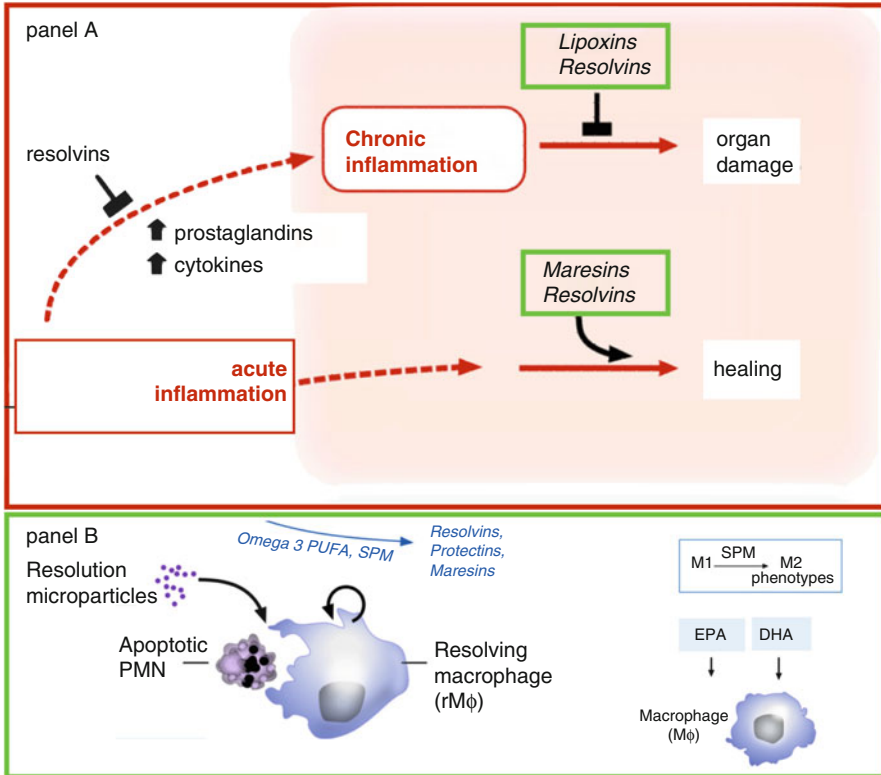 panel A
Lipoxins
Resolvins
Chronic
inflammation
organ
damage
resolvins
prostaglandins
cytokines
Maresins
Resolvins
acute
inflammation
healing
panel B
Omega 3 PUFA, SPM
Resolvins,
Protectins,
Maresins
Resolution
microparticles
Apoptotic
PMN
Resolving
macrophage
(rMϕ)
SPM
M1 M2
phenotypes
EPA DHA
Macrophage
(Mϕ)